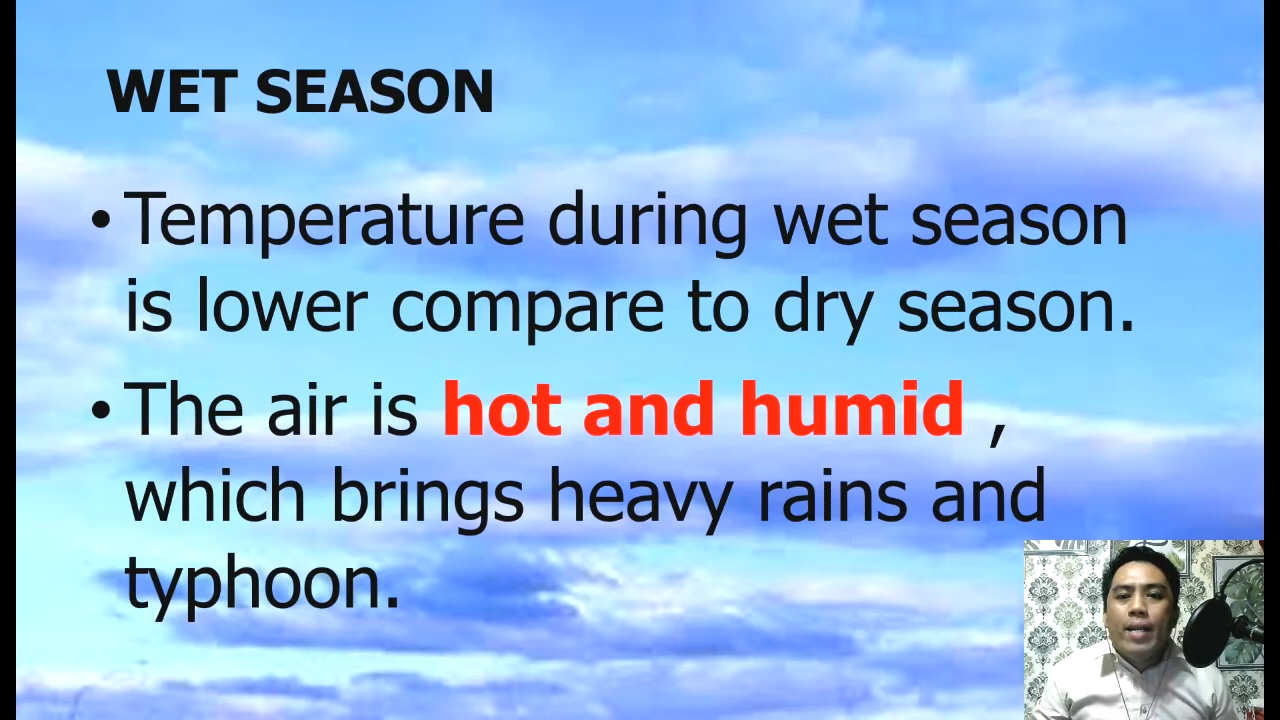 WET SEASON
• Temperature during wet season
is lower compare to dry season.
• The air is hot and humid ,
which brings heavy rains and
typhoon.